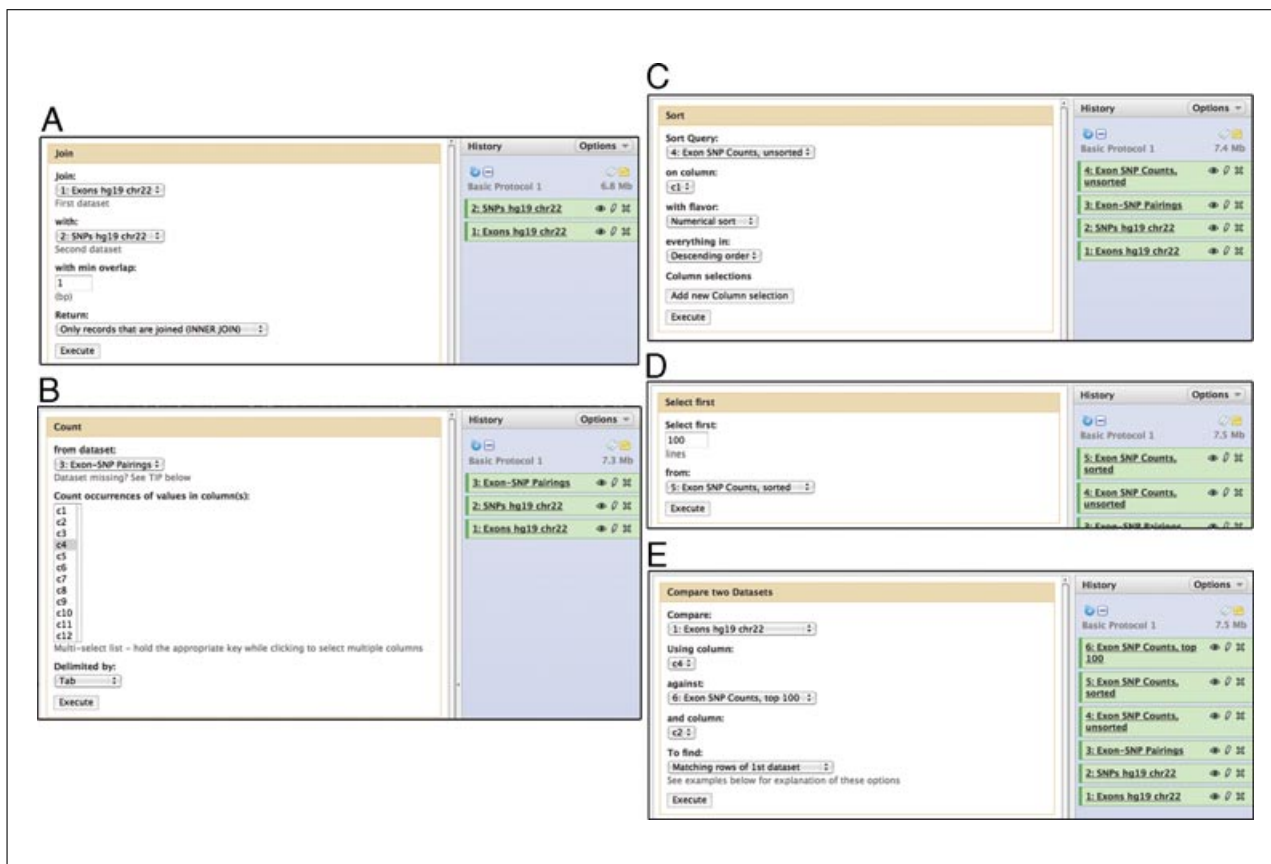 A
Join
Join:
1: Exons hg19 chr22
First dataset
with:
2: SNPs hg19 chr22
Second dataset
with min overlap:
1
(bp)
Return:
Only records that are joined (INNER JOIN)
Execute
History
Options
Basic Protocol 1
6.8 Mb
2: SNPs hg19 chr22
1: Exons hg19 chr22
B
Count
from dataset:
3: Exon-SNP Pairings
Dataset missing? See TIP below
Count occurrences of values in column(s):
c1
c2
c3
c4
c5
c6
c7
c8
c9
c10
c11
c12
Multi-select list - hold the appropriate key while clicking to select multiple columns
Delimited by:
Tab
Execute
History
Options
Basic Protocol 1
7.3 Mb
3: Exon-SNP Pairings
2: SNPs hg19 chr22
1: Exons hg19 chr22
C
Sort
Sort Query:
4: Exon SNP Counts, unsorted
on column:
c1
with flavor:
Numerical sort
everything in:
Descending order
Column selections
Add new Column selection
Execute
History
Options
Basic Protocol 1
7.4 Mb
4: Exon SNP Counts,
unsorted
3: Exon-SNP Pairings
2: SNPs hg19 chr22
1: Exons hg19 chr22
D
Select first
Select first:
100
lines
from:
5: Exon SNP Counts, sorted
Execute
History
Options
Basic Protocol 1
7.5 Mb
5: Exon SNP Counts,
sorted
4: Exon SNP Counts,
unsorted
3: Exon-SNP Pairings
E
Compare two Datasets
Compare:
1: Exons hg19 chr22
Using column:
c4
against:
6: Exon SNP Counts, top 100
and column:
c2
To find:
Matching rows of 1st dataset
See examples below for explanation of these options
Execute
History
Options
Basic Protocol 1
7.5 Mb
6: Exon SNP Counts, top
100
5: Exon SNP Counts,
sorted
4: Exon SNP Counts,
unsorted
3: Exon-SNP Pairings
2: SNPs hg19 chr22
1: Exons hg19 chr22